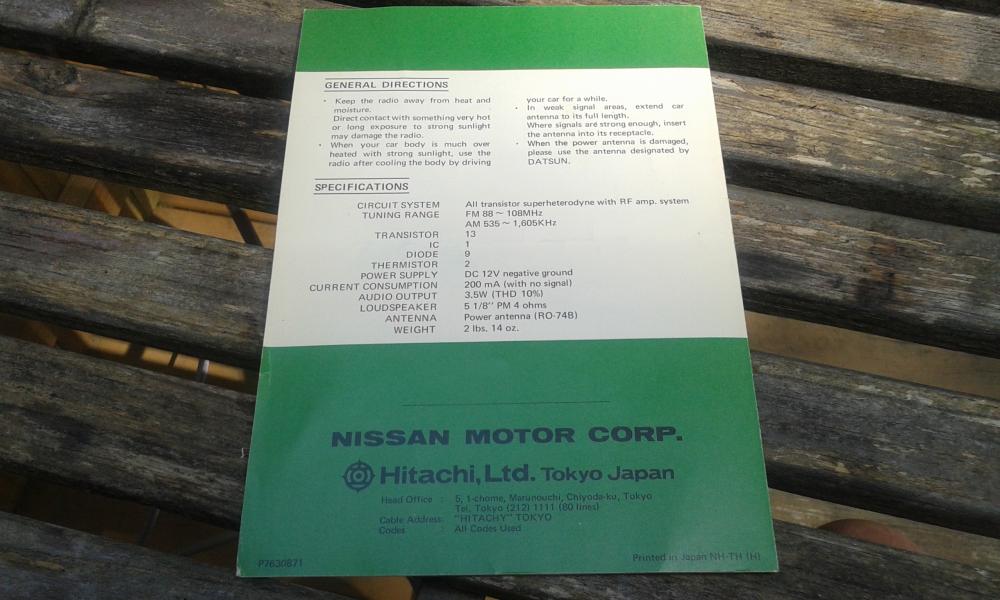 GENERAL DIRECTIONS
• Keep the radio away from heat and
moisture.
Direct contact with something very hot
or long exposure to strong sunlight
may damage the radio.
• When your car body is much over
heated with strong sunlight, use the
radio after cooling the body by driving
your car for a while.
• In weak signal areas, extend car
antenna to its full length.
Where signals are strong enough, insert
the antenna into its receptacle.
• When the power antenna is damaged,
please use the antenna designated by
DATSUN.
SPECIFICATIONS
CIRCUIT SYSTEM All transistor superheterodyne with RF amp. system
TUNING RANGE FM 88 ~ 108MHz
AM 535 ~ 1,605KHz
TRANSISTOR 13
IC 1
DIODE 9
THERMISTOR 2
POWER SUPPLY DC 12V negative ground
CURRENT CONSUMPTION 200 mA (with no signal)
AUDIO OUTPUT 3.5W (THD 10%)
LOUDSPEAKER 5 1/8'' PM 4 ohms
ANTENNA Power antenna (RO-74B)
WEIGHT 2 lbs. 14 oz.
NISSAN MOTOR CORP.
Hitachi, Ltd. Tokyo Japan
Head Office : 5, 1-chome, Marunouchi, Chiyoda-ku, Tokyo
Tel. Tokyo (212) 1111 (80 lines)
Cable Address: "HITACHY" TOKYO
Codes : All Codes Used
P7630871
Printed in Japan NH-TH (H)